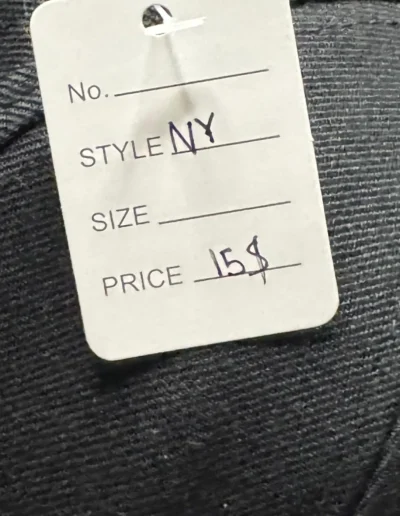 No.
STYLE NY
SIZE
PRICE 15$